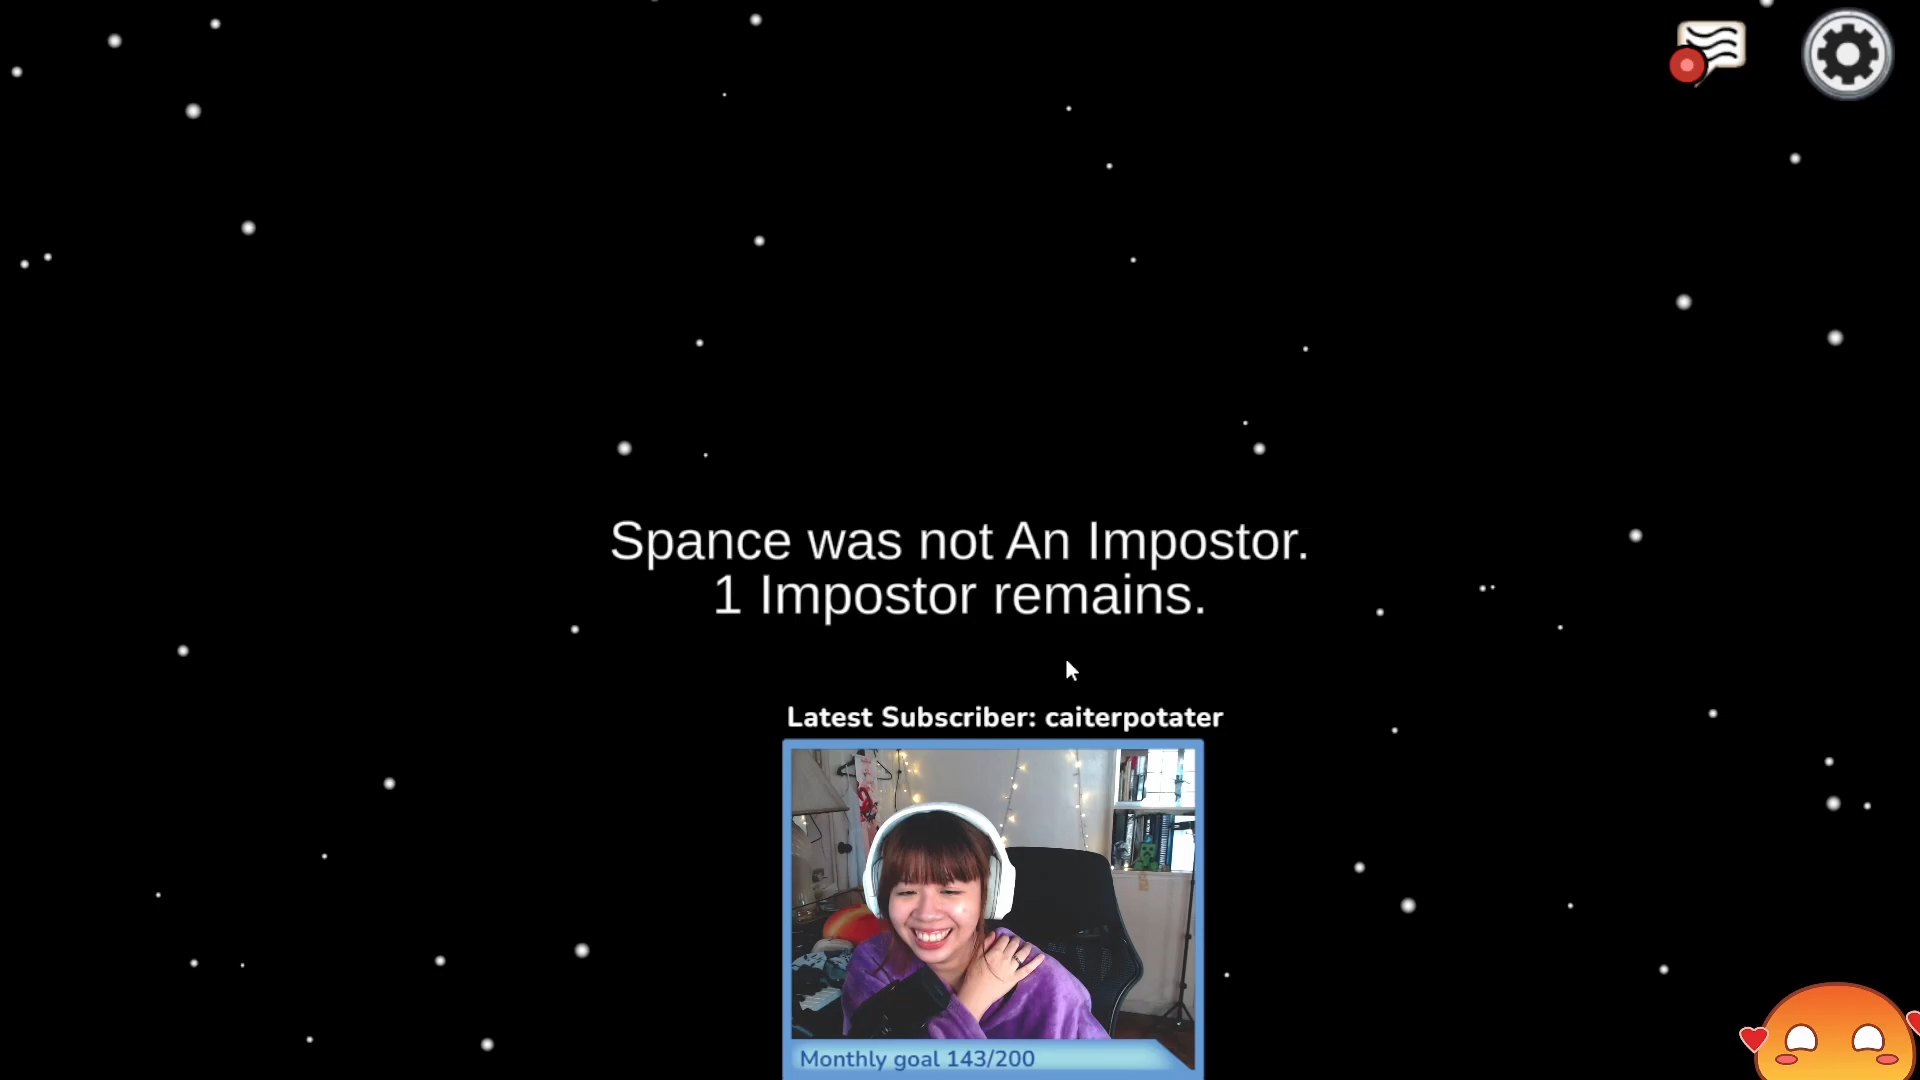 Spance was not An Impostor.
1 Impostor remains.
Latest Subscriber: caiterpotater
Monthly goal 143/200